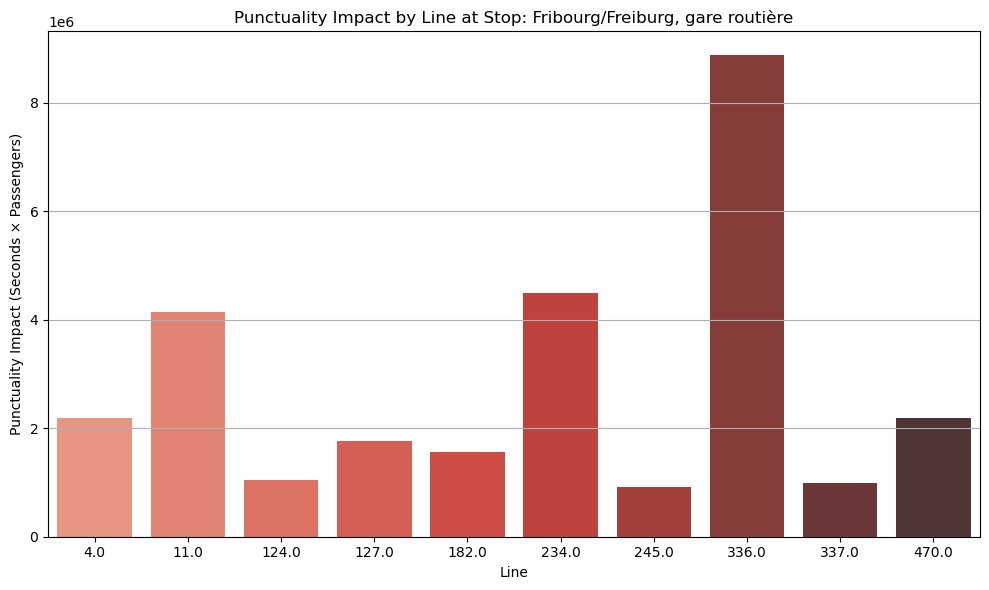 Punctuality Impact by Line at Stop: Fribourg/Freiburg, gare routière
1e6
Punctuality Impact (Seconds × Passengers)
8
6
4
2
0
4.0 11.0 124.0 127.0 182.0 234.0 245.0 336.0 337.0 470.0
Line